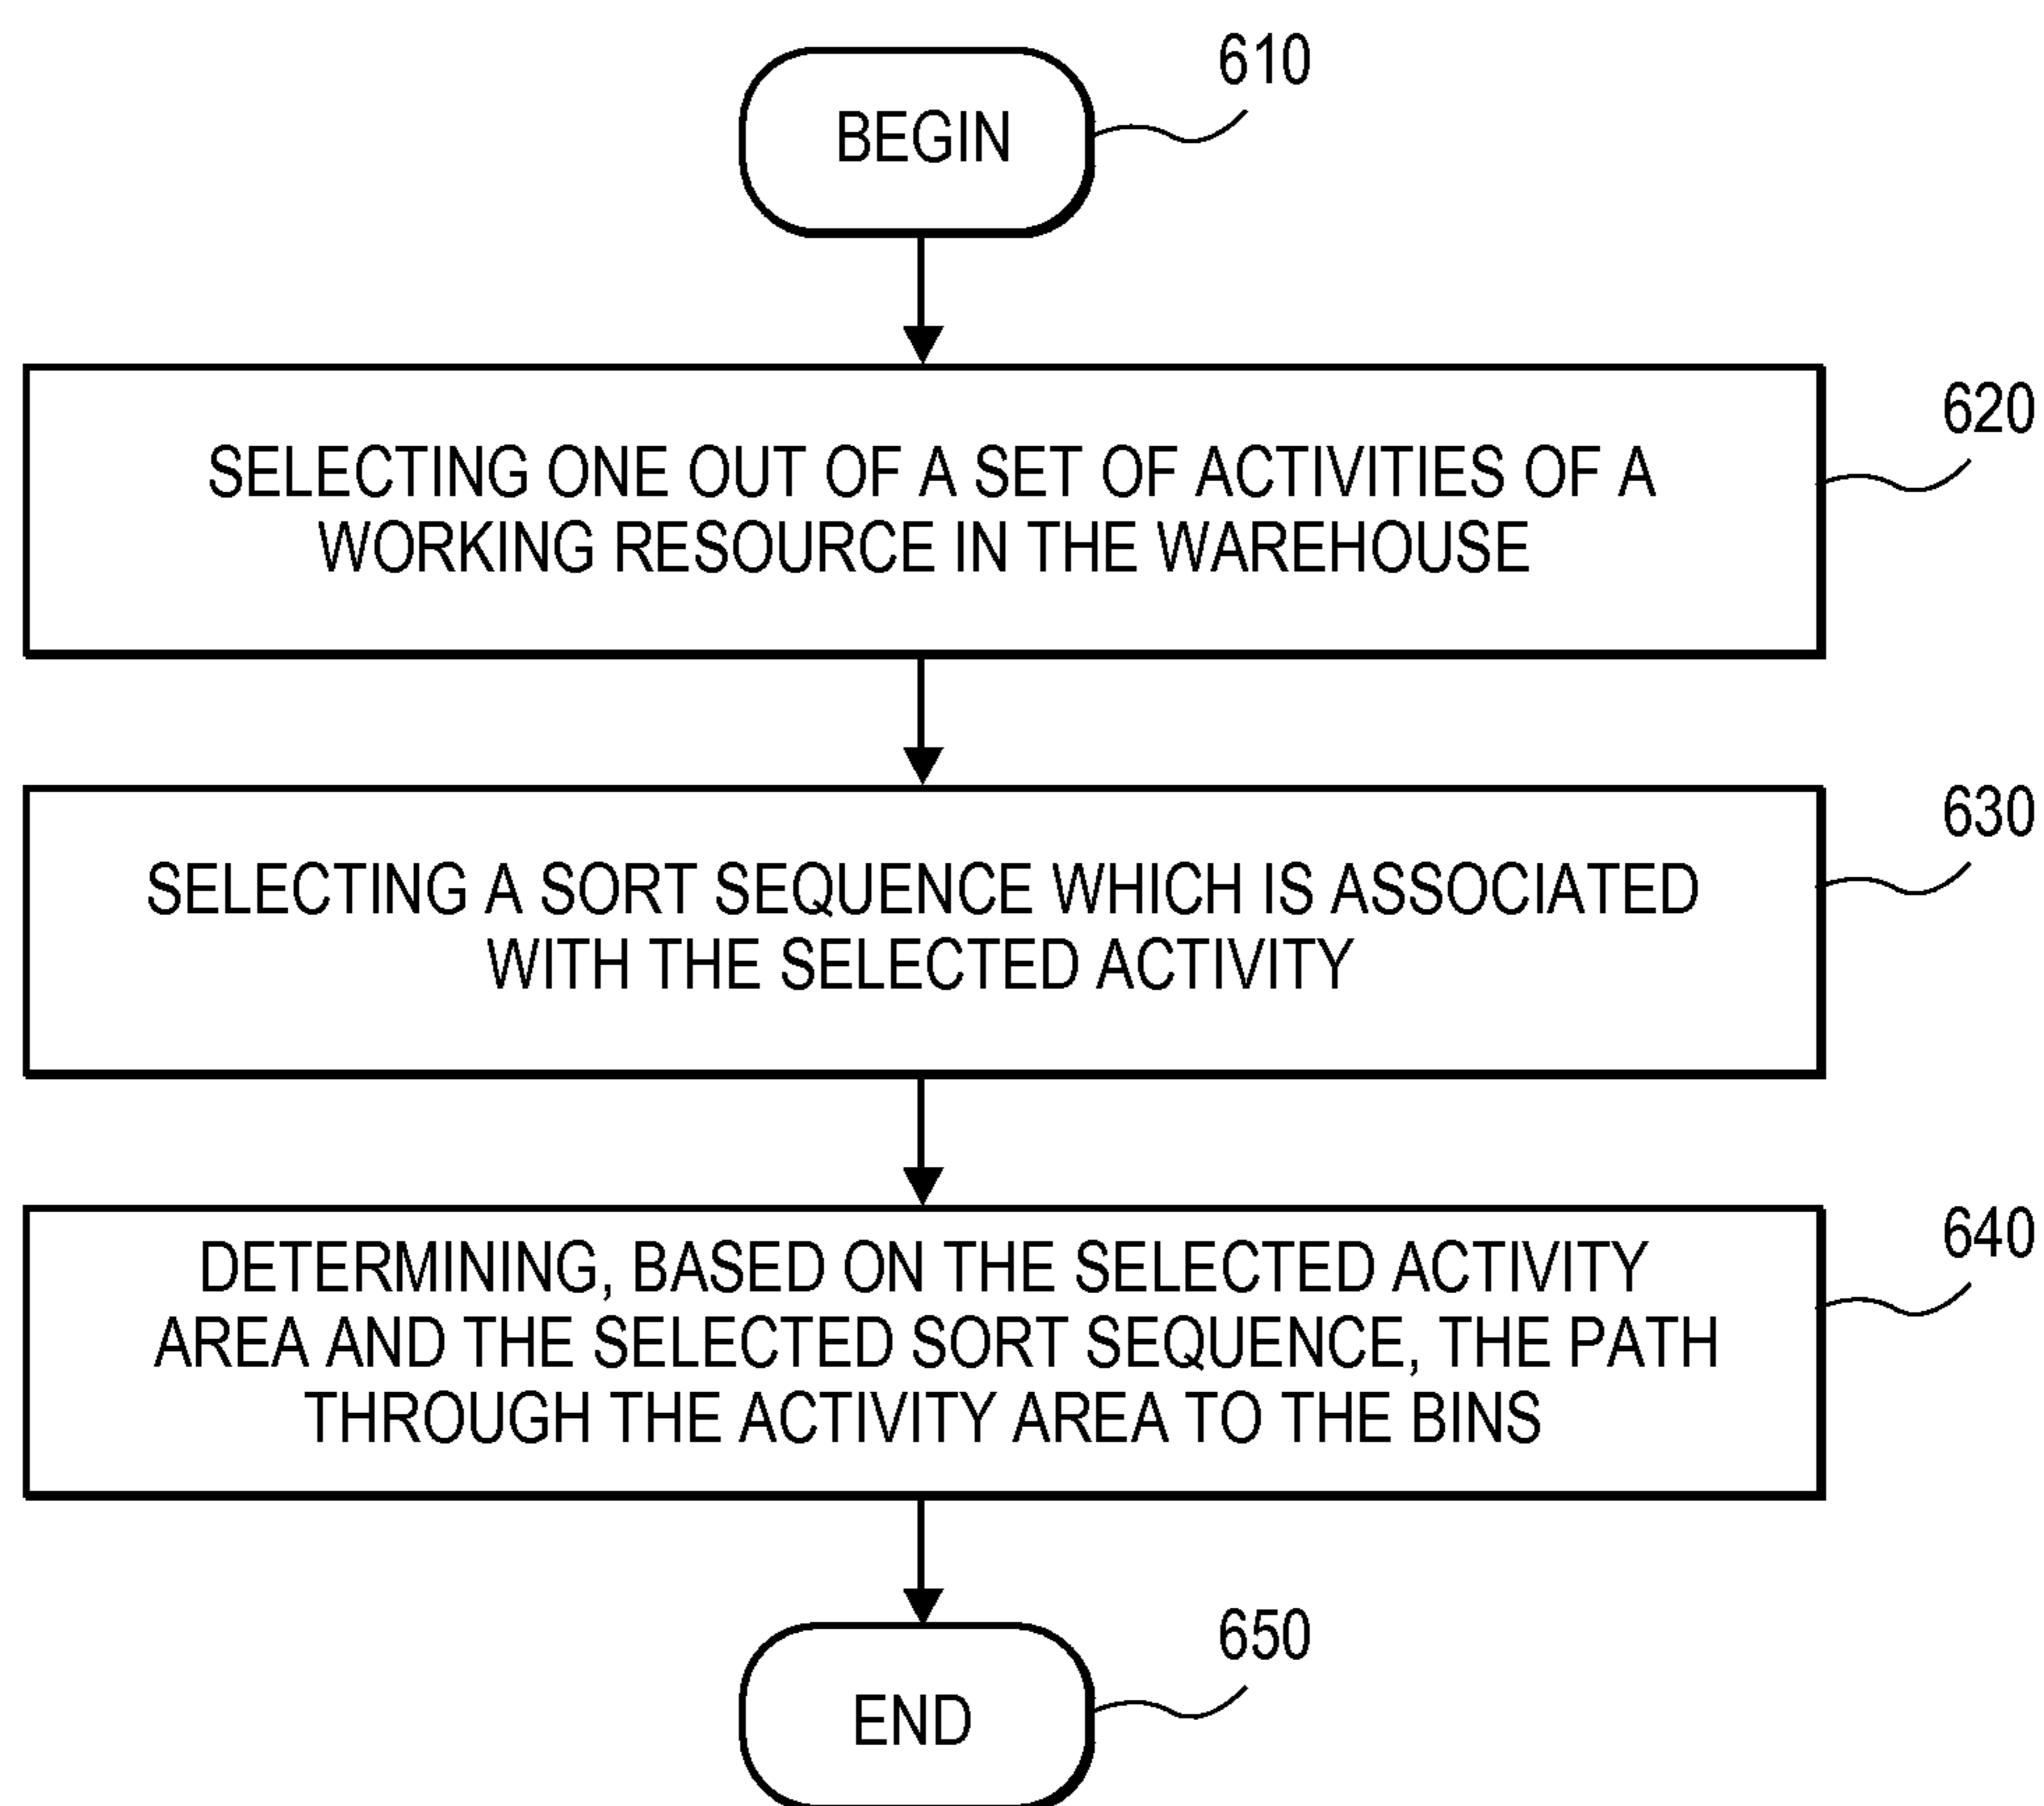 610
BEGIN
620
SELECTING ONE OUT OF A SET OF ACTIVITIES OF A
WORKING RESOURCE IN THE WAREHOUSE
630
SELECTING A SORT SEQUENCE WHICH IS ASSOCIATED
WITH THE SELECTED ACTIVITY
640
DETERMINING, BASED ON THE SELECTED ACTIVITY
AREA AND THE SELECTED SORT SEQUENCE, THE PATH
THROUGH THE ACTIVITY AREA TO THE BINS
650
END